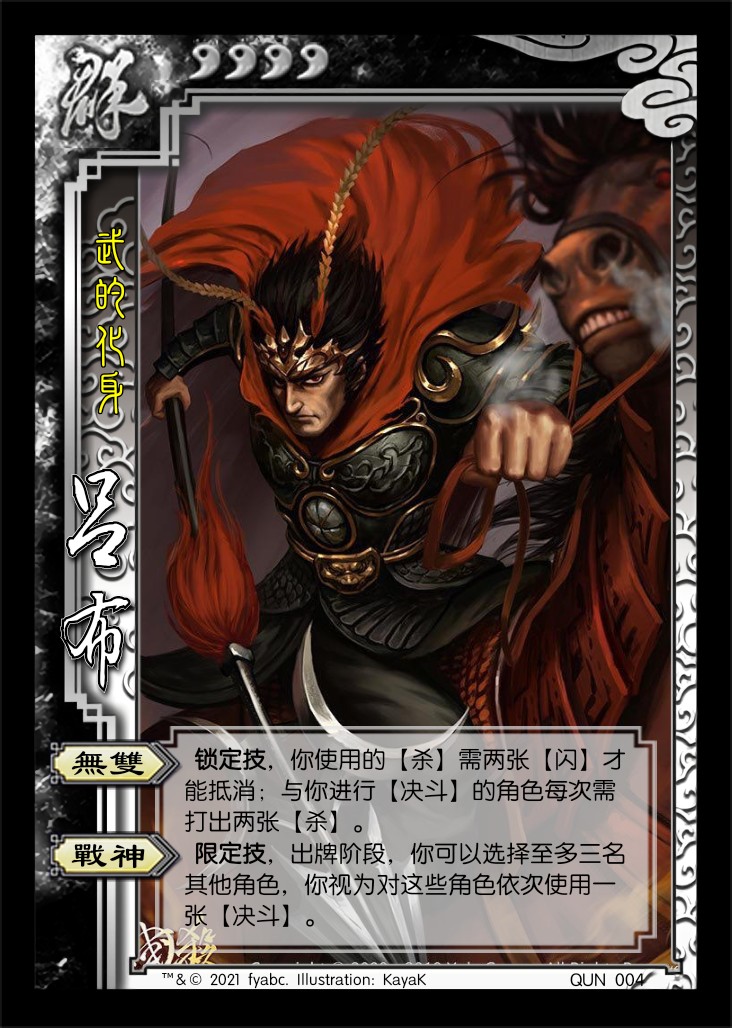 群
武的化身
呂布
無雙
锁定技，你使用的【杀】需两张【闪】才
能抵消；与你进行【决斗】的角色每次需
打出两张【杀】。
戰神
限定技，出牌阶段，你可以选择至多三名
其他角色，你视为对这些角色依次使用一
张【决斗】。
™&© 2021 fyabc. Illustration: KayaK
QUN 004